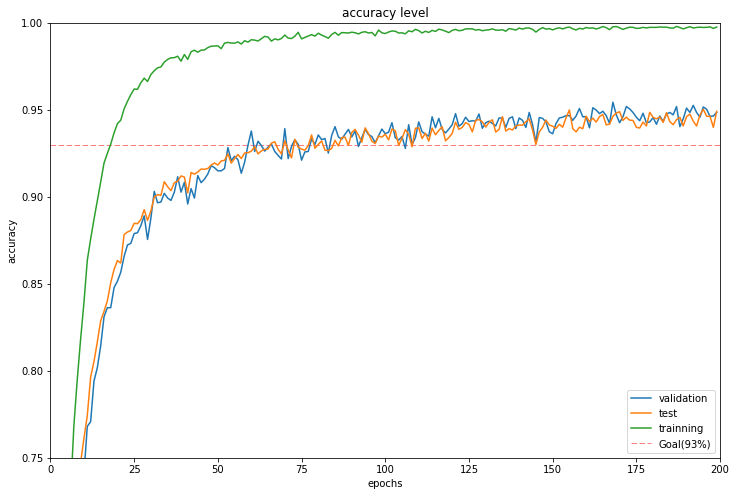 accuracy level
1.00
0.95
0.90
0.85
0.80
0.75
accuracy
0
25
50
75
100
125
150
175
200
epochs
validation
test
trainning
Goal(93%)